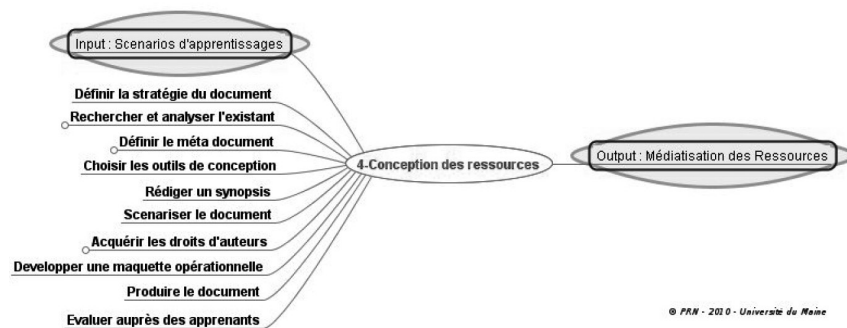 Input : Scenarios d'apprentissages
Définir la stratégie du document
Rechercher et analyser l'existant
Définir le méta document
Choisir les outils de conception
Rédiger un synopsis
Scenariser le document
Acquérir les droits d'auteurs
Developper une maquette opérationnelle
Produire le document
Evaluer auprès des apprenants
4-Conception des ressources
Output : Médiatisation des Ressources
© PRN - 2010 - Université du Maine